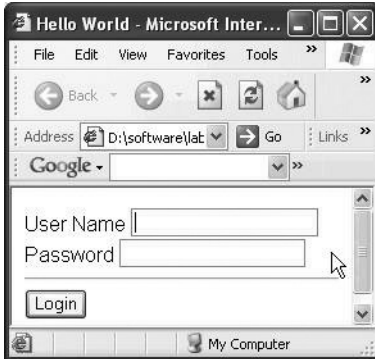 Hello World - Microsoft Inter...
File Edit View Favorites Tools »
Back »
Address D:\software\lat Go Links »
Google »
User Name
Password
Login
My Computer